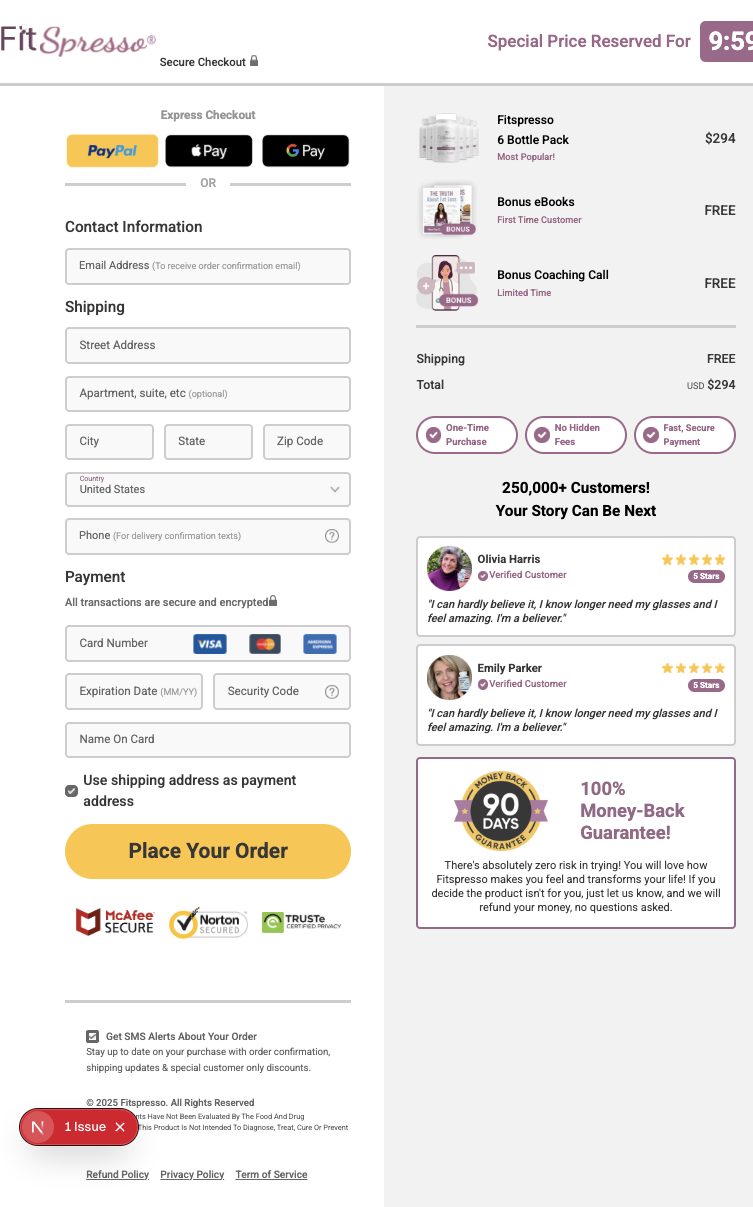 FitSpresso®
Secure Checkout
Special Price Reserved For
9:59
Express Checkout
PayPal
Pay
G Pay
OR
Contact Information
Email Address (To receive order confirmation email)
Shipping
Street Address
Apartment, suite, etc (optional)
City
State
Zip Code
Country
United States
Phone (For delivery confirmation texts)
?
Payment
All transactions are secure and encrypted
Card Number
VISA
AMERICAN EXPRESS
Expiration Date (MM/YY)
Security Code
?
Name On Card
Use shipping address as payment
address
Place Your Order
McAfee
SECURE
Norton
SECURED
TRUSTe
CERTIFIED PRIVACY
Get SMS Alerts About Your Order
Stay up to date on your purchase with order confirmation,
shipping updates & special customer only discounts.
© 2025 Fitspresso. All Rights Reserved
Have Not Been Evaluated By The Food And Drug
This Product Is Not Intended To Diagnose, Treat, Cure Or Prevent
N
1 Issue
Refund Policy
Privacy Policy
Term of Service
Fitspresso
6 Bottle Pack
Most Popular!
$294
THE TRUTH
About Fat Loss
BONUS
Bonus eBooks
First Time Customer
FREE
BONUS
Bonus Coaching Call
Limited Time
FREE
Shipping
FREE
Total
USD $294
One-Time
Purchase
No Hidden
Fees
Fast, Secure
Payment
250,000+ Customers!
Your Story Can Be Next
Olivia Harris
Verified Customer
5 Stars
"I can hardly believe it, I know longer need my glasses and I
feel amazing. I'm a believer."
Emily Parker
Verified Customer
5 Stars
"I can hardly believe it, I know longer need my glasses and I
feel amazing. I'm a believer."
MONEY BACK
90
DAYS
GUARANTEE
100%
Money-Back
Guarantee!
There's absolutely zero risk in trying! You will love how
Fitspresso makes you feel and transforms your life! If you
decide the product isn't for you, just let us know, and we will
refund your money, no questions asked.